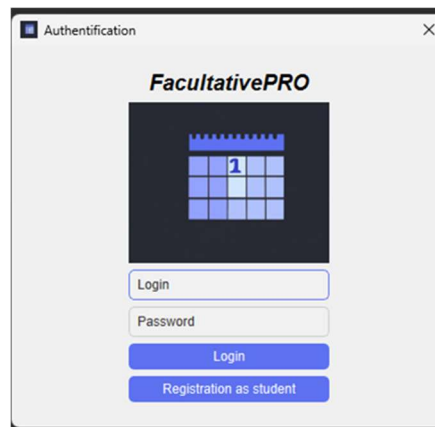 Authentification
FacultativePRO
1
Login
Password
Login
Registration as student